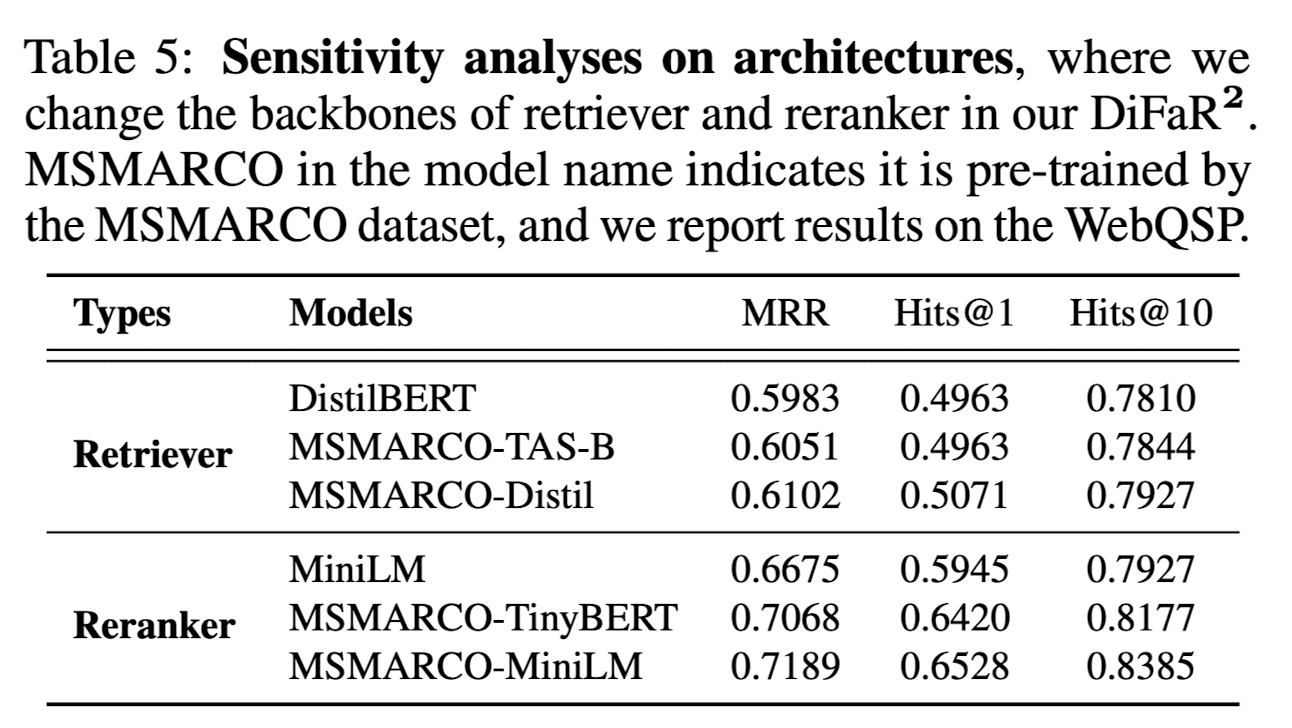 Table 5: Sensitivity analyses on architectures, where we
change the backbones of retriever and reranker in our DiFaR².
MSMARCO in the model name indicates it is pre-trained by
the MSMARCO dataset, and we report results on the WebQSP.
Types Models MRR Hits@1 Hits@10
Retriever
DistilBERT 0.5983 0.4963 0.7810
MSMARCO-TAS-B 0.6051 0.4963 0.7844
MSMARCO-Distil 0.6102 0.5071 0.7927
Reranker
MiniLM 0.6675 0.5945 0.7927
MSMARCO-TinyBERT 0.7068 0.6420 0.8177
MSMARCO-MiniLM 0.7189 0.6528 0.8385